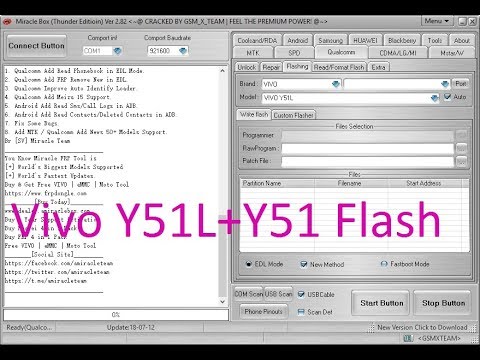 Miracle Box (Thunder Edition) Ver 2.82 <~@ CRACKED BY GSM_X_TEAM | FEEL THE PREMIUM POWER! @~>
Connect Button
Comport inf
COM1
Comport Baudrate
921600
1. Qualcomm Add Read Phonebook in EDL Mode.
2. Qualcomm Add FRP Remove New in EDL.
3. Qualcomm Improve Auto Identify Loader.
4. Qualcomm Add Meizu 15 Support.
5. Android Add Read Sms/Call Logs in ADB.
6. Android Add Read Contacts/Deleted Contacts in ADB.
7. Fix Some Bugs.
8. Add MTK / Qualcomm Add News 50+ Models Support.
By [SV] Miracle Team
You Know Miracle FRP Tool is
[+] World's Biggest Models Supported
[+] World's Fastest Updates.
Buy & Get Free VIVO | eMMC | Moto Tool
https://www.frpdongle.com
[Buy Today]
Free VIVO | eMMC | Moto Tool
[Social Site]
https://facebook.com/amiracleteam
https://twitter.com/amiracleteam
https://t.me/amiracleteam
0%
Ready(Qualco...
Update:18-07-12
Menu
Coolsand/RDA
Android
Samsung
HUAWEI
Blackberry
Tools
About
MTK
SPD
Qualcomm
CDMA/LG/MI
Mstar/W
Unlock
Repair
Flashing
Read/Format Flash
Extra
Brand :
VIVO
Port
Model :
VIVO Y51L
Auto
Write flash
Custom Flasher
Files Selection
Programmer:
RawProgram :
Patch File :
Files
Partition Name
Filename
Start Address
Vivo Y51L+Y51 Flash
EDL Mode
New Method
Fastboot Mode
COM Scan
USB Scan
USBCable
Phone Pinouts
Scan Det
Start Button
Stop Button
New Version Click to Download
<GSMXTEAM>